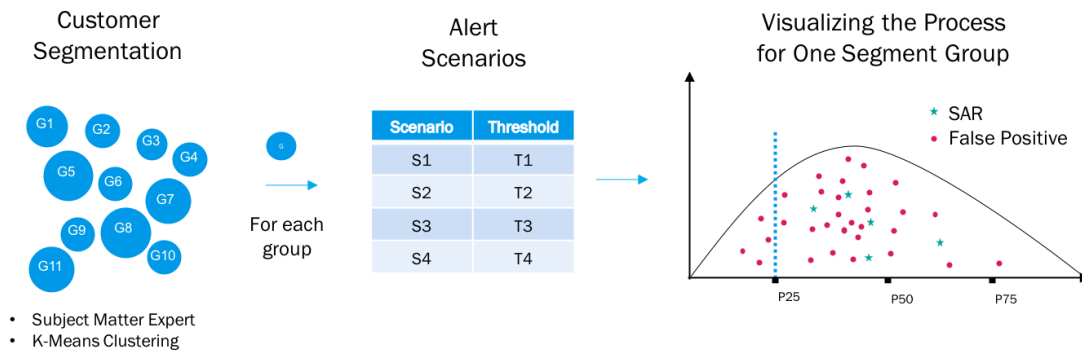 Customer
Segmentation
G1
G2
G3
G4
G5
G6
G7
G8
G9
G10
G11
• Subject Matter Expert
• K-Means Clustering
G
For each
group
Alert
Scenarios
Scenario Threshold
S1 T1
S2 T2
S3 T3
S4 T4
Visualizing the Process
for One Segment Group
SAR
False Positive
P25 P50 P75